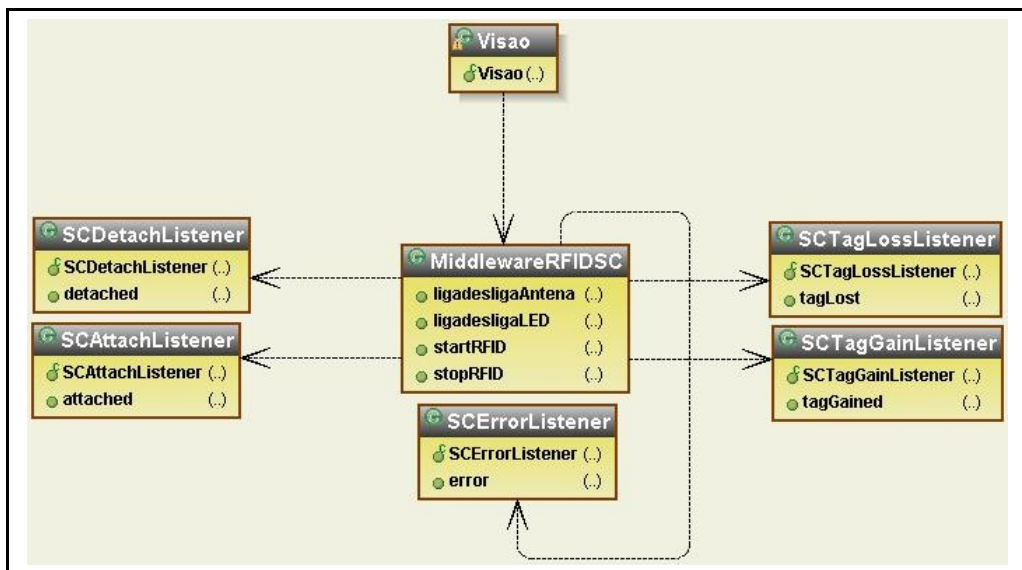 Visao
Visao (..)
SCDetachListener
SCDetachListener (..)
detached (..)
SCAttachListener
SCAttachListener (..)
attached (..)
MiddlewareRFIDSC
ligadesligaAntena (..)
ligadesligaLED (..)
startRFID (..)
stopRFID (..)
SCErrorListener
SCErrorListener (..)
error (..)
SCTagLossListener
SCTagLossListener (..)
tagLost (..)
SCTagGainListener
SCTagGainListener (..)
tagGained (..)